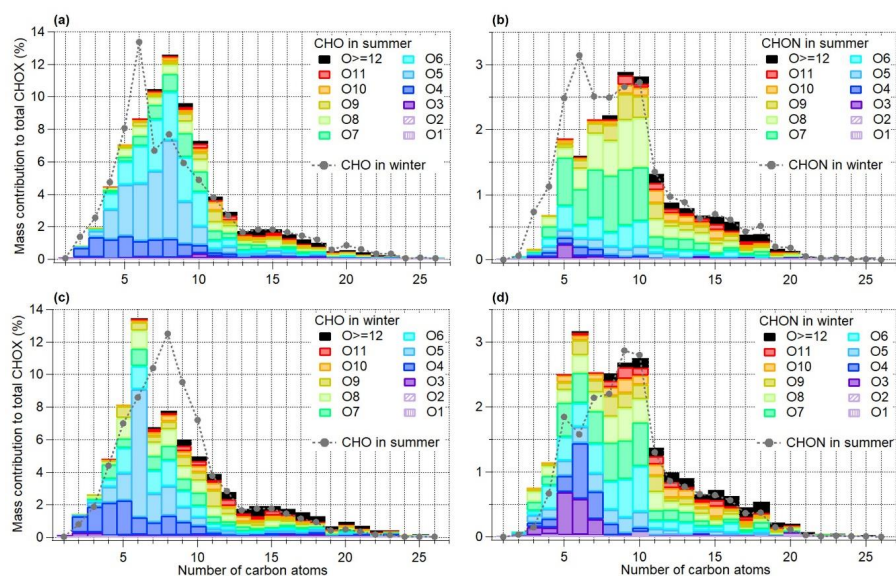 (a)
CHO in summer
O>=12
O11
O10
O9
O8
O7
O6
O5
O4
O3
O2
O1
CHO in winter
Mass contribution to total CHOX (%)
14
12
10
8
6
4
2
0
5
10
15
20
25
(b)
CHON in summer
O>=12
O11
O10
O9
O8
O7
O6
O5
O4
O3
O2
O1
CHON in winter
3
2
1
0
5
10
15
20
25
(c)
CHO in winter
O>=12
O11
O10
O9
O8
O7
O6
O5
O4
O3
O2
O1
CHO in summer
Mass contribution to total CHOX (%)
14
12
10
8
6
4
2
0
5
10
15
20
25
Number of carbon atoms
(d)
CHON in winter
O>=12
O11
O10
O9
O8
O7
O6
O5
O4
O3
O2
O1
CHON in summer
3
2
1
0
5
10
15
20
25
Number of carbon atoms